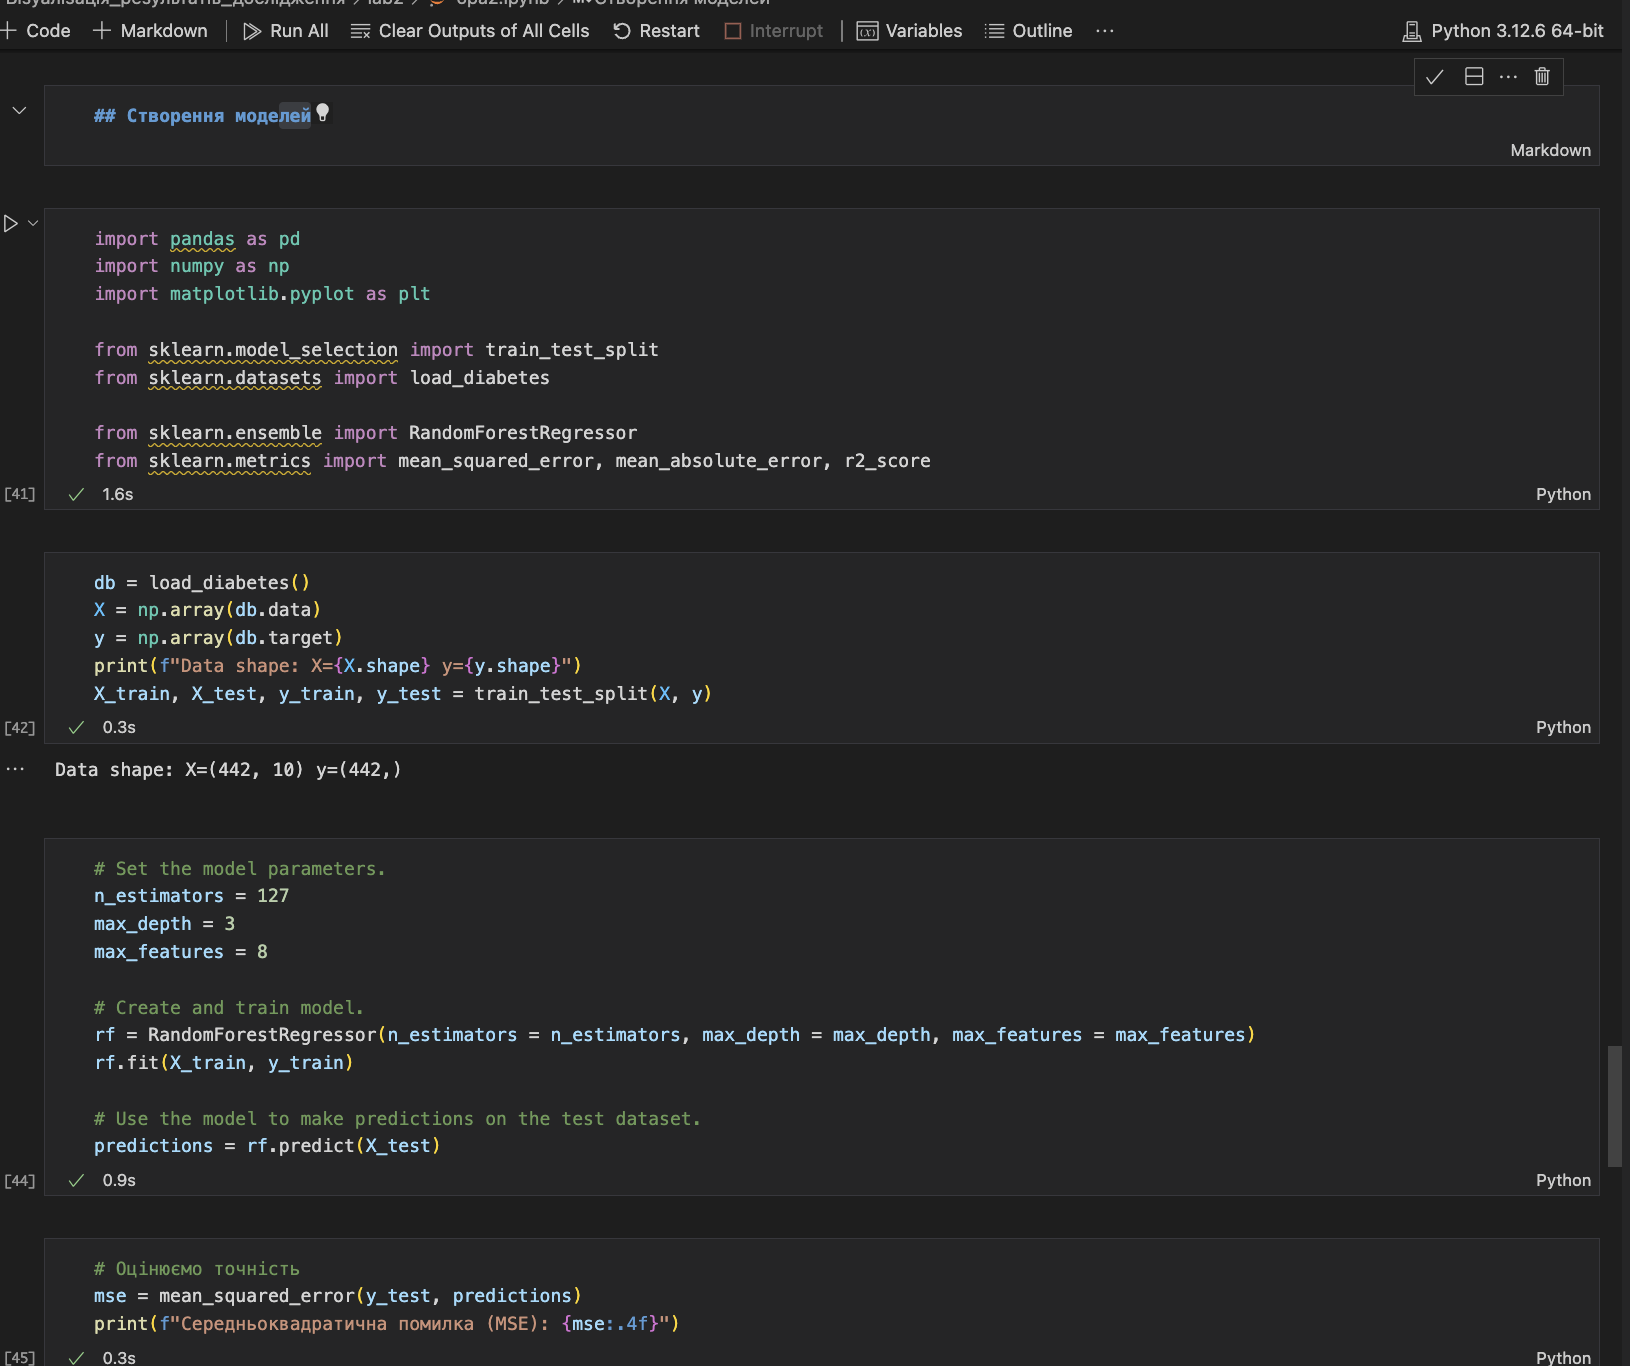 Візуалізація_результатів_дослідження > lab2 > spa2.ipynb > M↓Створення моделей
+ Code + Markdown | Run All Clear Outputs of All Cells Restart Interrupt | Variables Outline ... Python 3.12.6 64-bit
## Створення моделей
Markdown
import pandas as pd
import numpy as np
import matplotlib.pyplot as plt
from sklearn.model_selection import train_test_split
from sklearn.datasets import load_diabetes
from sklearn.ensemble import RandomForestRegressor
from sklearn.metrics import mean_squared_error, mean_absolute_error, r2_score
[41] 1.6s Python
db = load_diabetes()
X = np.array(db.data)
y = np.array(db.target)
print(f"Data shape: X={X.shape} y={y.shape}")
X_train, X_test, y_train, y_test = train_test_split(X, y)
[42] 0.3s Python
... Data shape: X=(442, 10) y=(442,)
# Set the model parameters.
n_estimators = 127
max_depth = 3
max_features = 8
# Create and train model.
rf = RandomForestRegressor(n_estimators = n_estimators, max_depth = max_depth, max_features = max_features)
rf.fit(X_train, y_train)
# Use the model to make predictions on the test dataset.
predictions = rf.predict(X_test)
[44] 0.9s Python
# Оцінюємо точність
mse = mean_squared_error(y_test, predictions)
print(f"Середньоквадратична помилка (MSE): {mse:.4f}")
[45] 0.3s Python